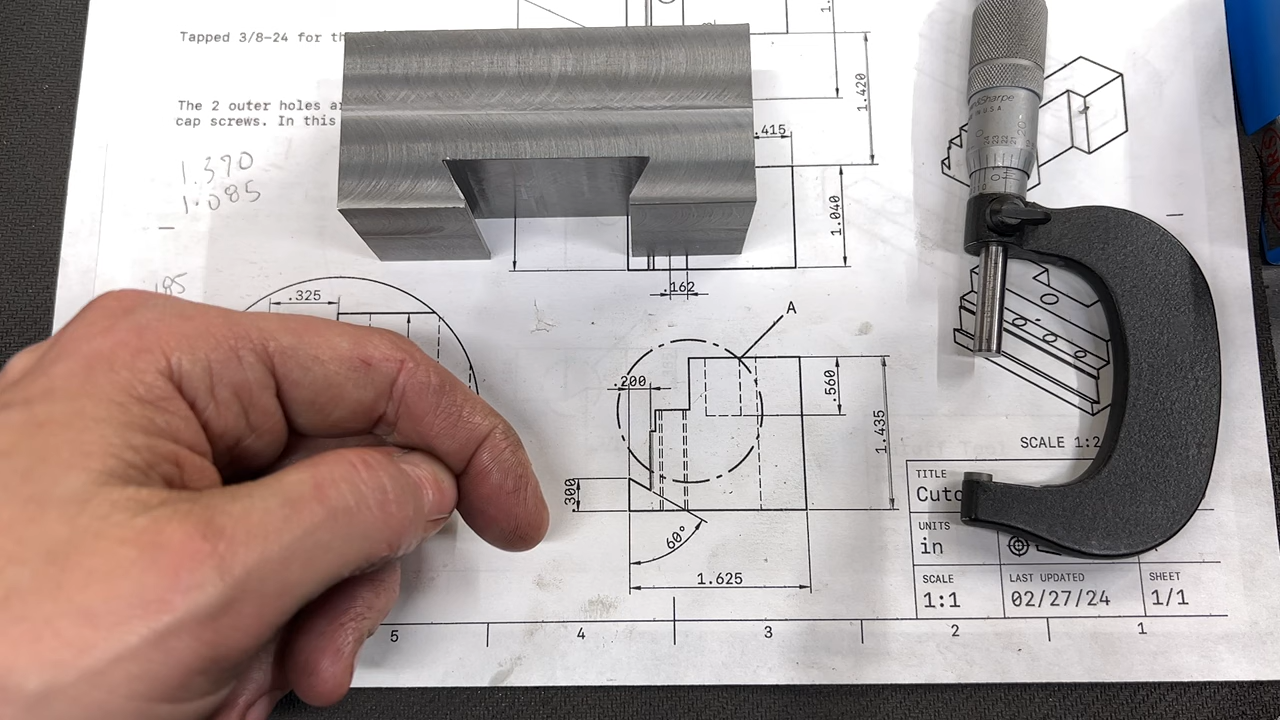 Tapped 3/8-24 for th
1.420
The 2 outer holes a
cap screws. In this
.415
1.370
1.085
1.040
.162
.325
A
.200
.560
1.435
.300
60°
1.625
SCALE 1:2
TITLE
Cuto
UNITS
in
SCALE
1:1
LAST UPDATED
02/27/24
SHEET
1/1
5
4
3
2
1